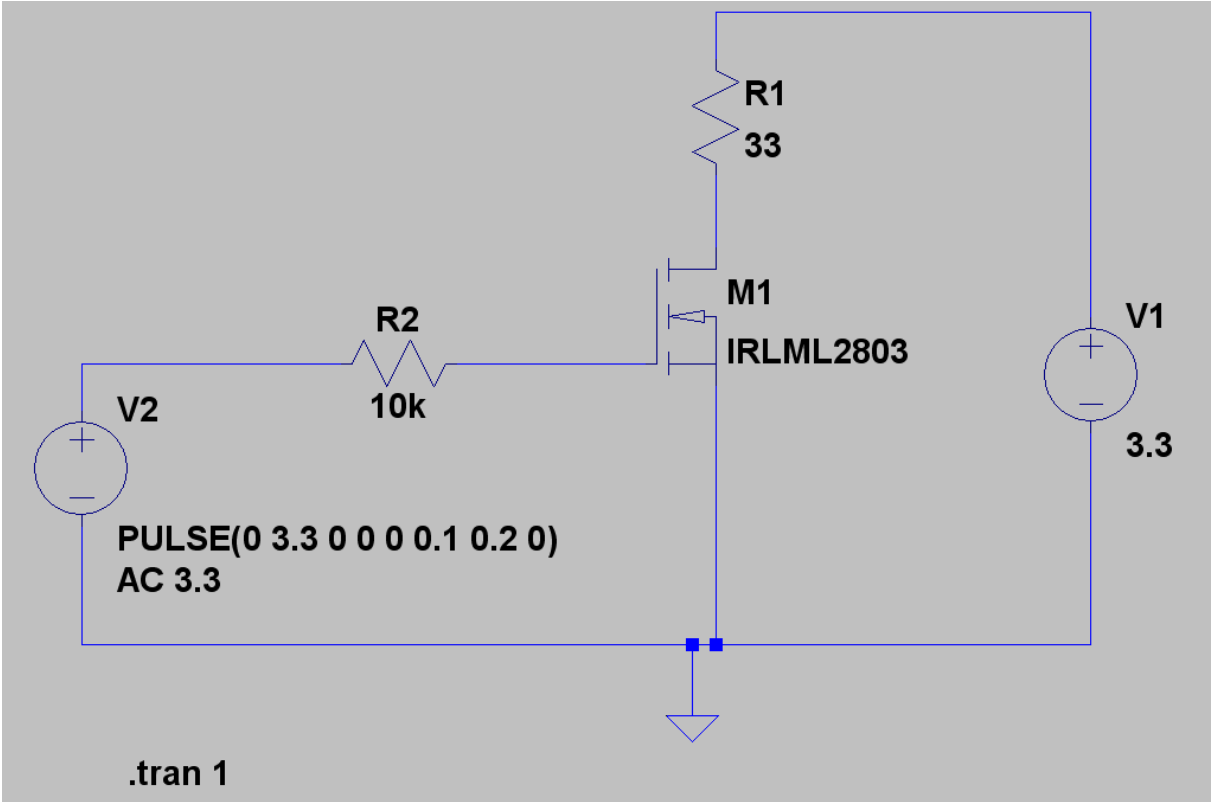 R1
33
M1
IRLML2803
R2
10k
V1
3.3
V2
PULSE(0 3.3 0 0 0 0.1 0.2 0)
AC 3.3
.tran 1